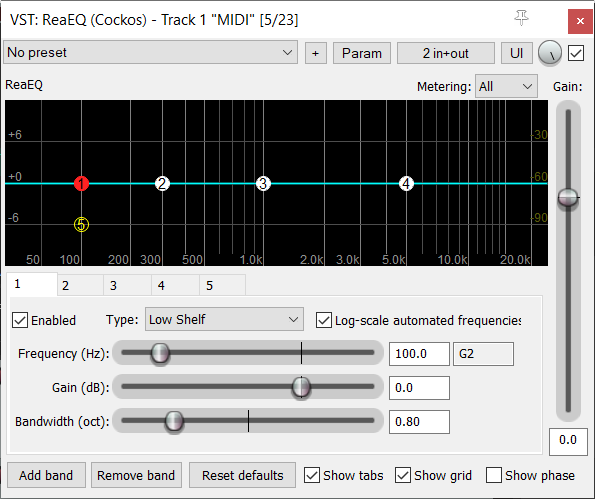 VST: ReaEQ (Cockos) - Track 1 "MIDI" [5/23]
No preset + Param 2 in+out UI
ReaEQ Metering: All Gain:
+6 -30
+0 1 2 3 4 -60
-6 5 -90
50 100 200 300 500 1.0k 2.0k 3.0k 5.0k 10.0k 20.0k
1 2 3 4 5
Enabled Type: Low Shelf Log-scale automated frequencies
Frequency (Hz): 100.0 G2
Gain (dB): 0.0
Bandwidth (oct): 0.80
0.0
Add band Remove band Reset defaults Show tabs Show grid Show phase